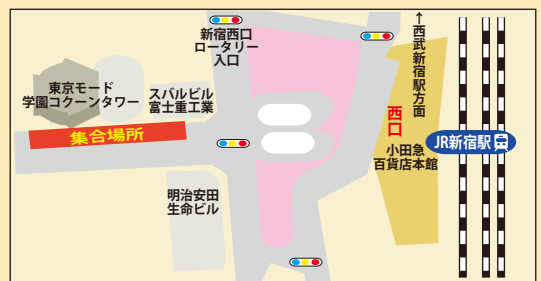 新宿西口
ロータリー
入口
↑西武新宿駅方面
東京モード
学園コクーンタワー
スバルビル
富士重工業
集合場所
西口
JR新宿駅
小田急
百貨店本館
明治安田
生命ビル